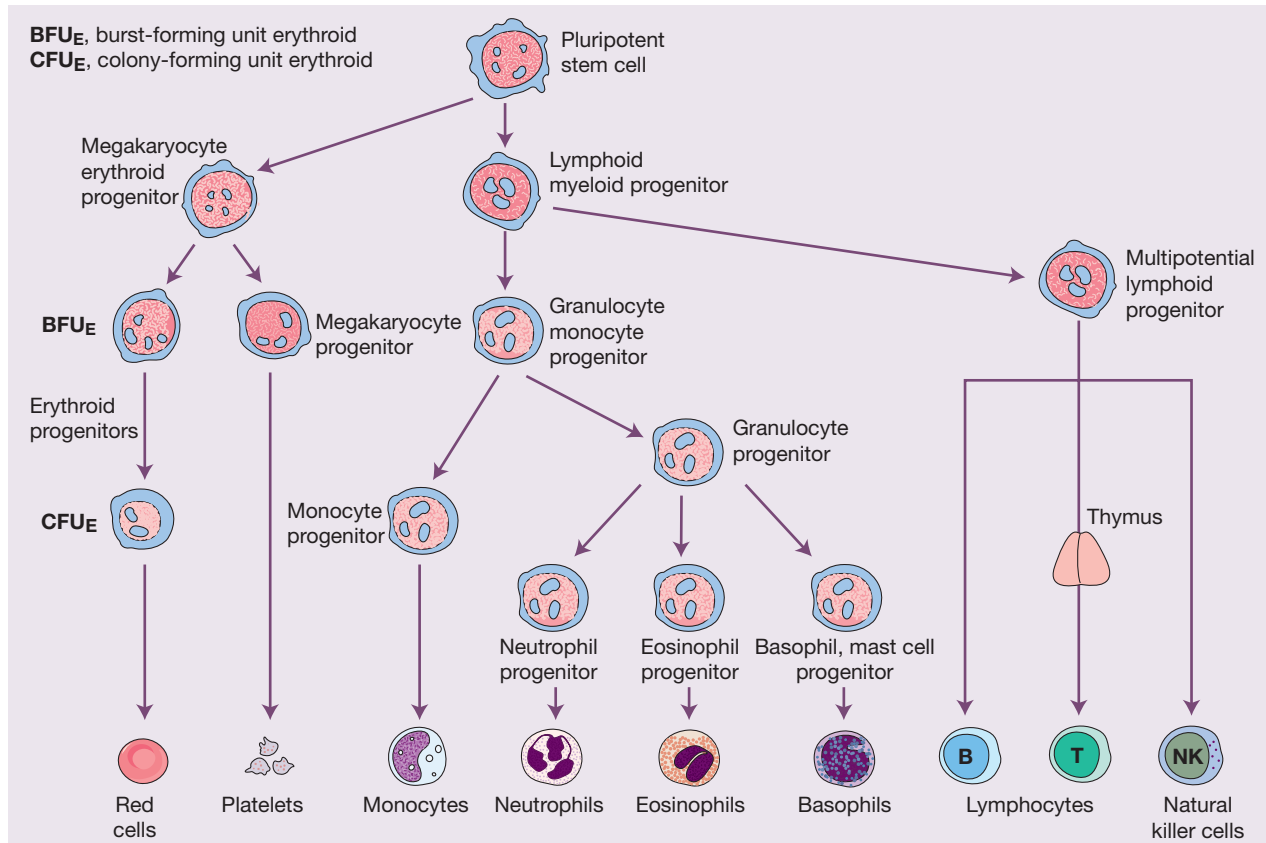 BFUE, burst-forming unit erythroid
CFUE, colony-forming unit erythroid
Pluripotent
stem cell
Megakaryocyte
erythroid
progenitor
Lymphoid
myeloid progenitor
Multipotential
lymphoid
progenitor
BFUE
Megakaryocyte
progenitor
Granulocyte
monocyte
progenitor
Erythroid
progenitors
Granulocyte
progenitor
CFUE
Monocyte
progenitor
Thymus
Neutrophil
progenitor
Eosinophil
progenitor
Basophil, mast cell
progenitor
B
T
NK
Red
cells
Platelets
Monocytes
Neutrophils
Eosinophils
Basophils
Lymphocytes
Natural
killer cells